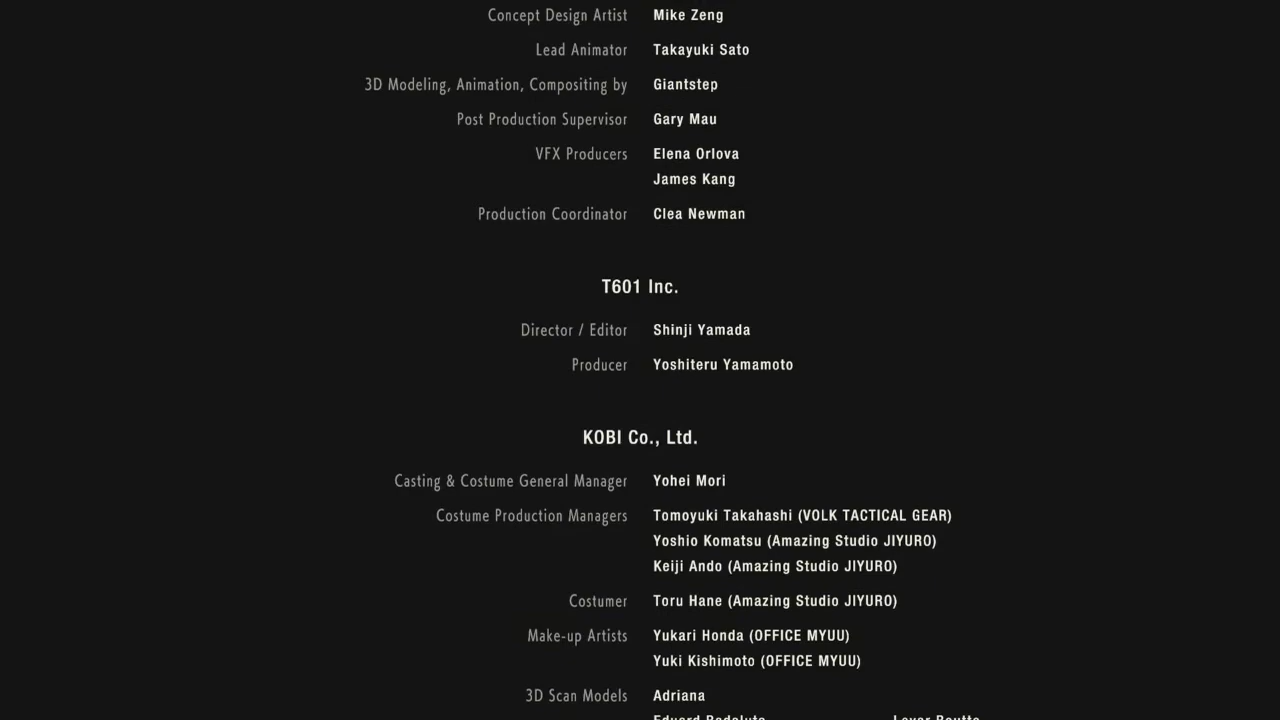 Concept Design Artist Mike Zeng
Lead Animator Takayuki Sato
3D Modeling, Animation, Compositing by Giantstep
Post Production Supervisor Gary Mau
VFX Producers Elena Orlova
James Kang
Production Coordinator Clea Newman
T601 Inc.
Director / Editor Shinji Yamada
Producer Yoshiteru Yamamoto
KOBI Co., Ltd.
Casting & Costume General Manager Yohei Mori
Costume Production Managers Tomoyuki Takahashi (VOLK TACTICAL GEAR)
Yoshio Komatsu (Amazing Studio JIYURO)
Keiji Ando (Amazing Studio JIYURO)
Costumer Toru Hane (Amazing Studio JIYURO)
Make-up Artists Yukari Honda (OFFICE MYUU)
Yuki Kishimoto (OFFICE MYUU)
3D Scan Models Adriana